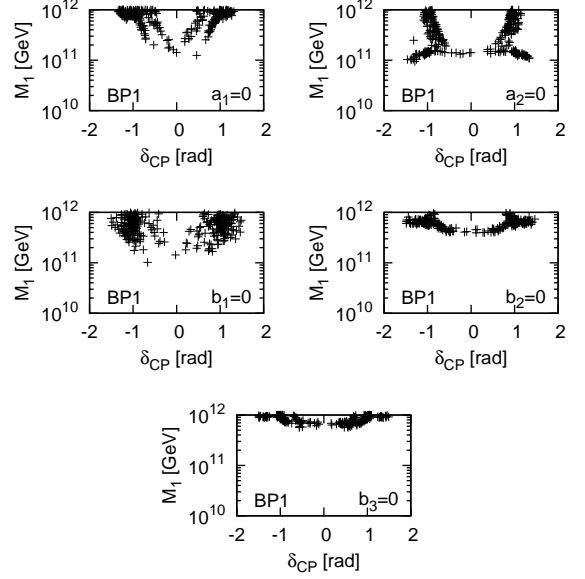 10^12
10^11
10^10
M_1 [GeV]
BP1
a_1=0
-2 -1 0 1 2
δ_CP [rad]
10^12
10^11
10^10
M_1 [GeV]
BP1
a_2=0
-2 -1 0 1 2
δ_CP [rad]
10^12
10^11
10^10
M_1 [GeV]
BP1
b_1=0
-2 -1 0 1 2
δ_CP [rad]
10^12
10^11
10^10
M_1 [GeV]
BP1
b_2=0
-2 -1 0 1 2
δ_CP [rad]
10^12
10^11
10^10
M_1 [GeV]
BP1
b_3=0
-2 -1 0 1 2
δ_CP [rad]